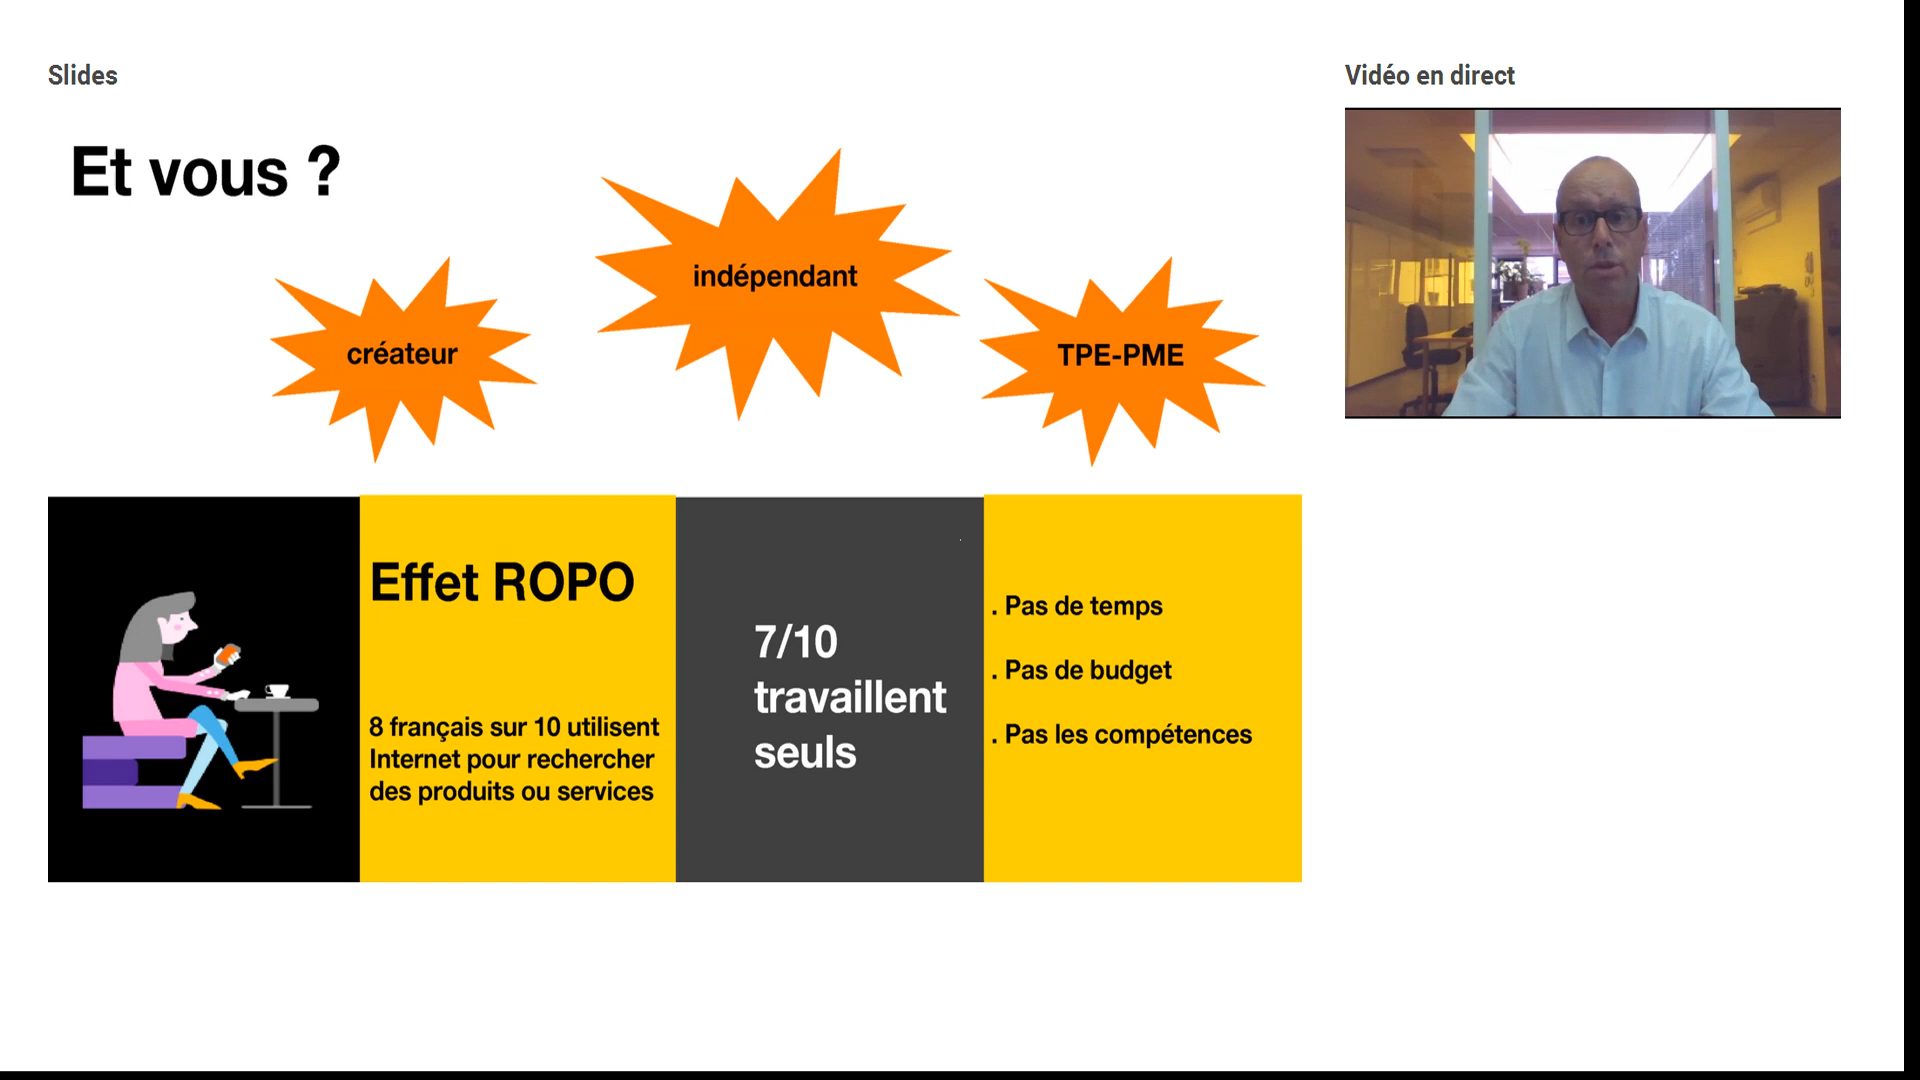 Slides
Vidéo en direct
Et vous ?
indépendant
créateur
TPE-PME
Effet ROPO
8 français sur 10 utilisent
Internet pour rechercher
des produits ou services
7/10
travaillent
seuls
. Pas de temps
. Pas de budget
. Pas les compétences